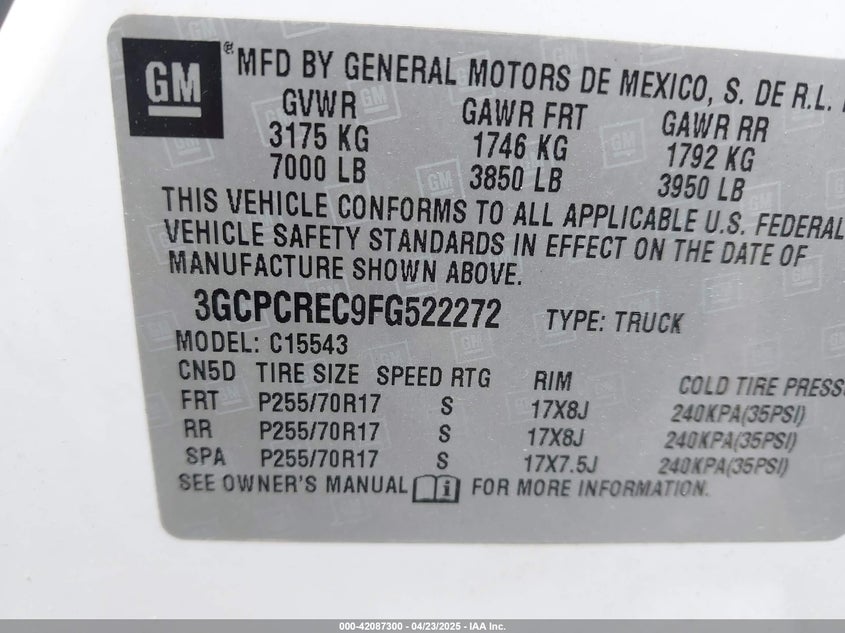 GM ® MFD BY GENERAL MOTORS DE MEXICO, S. DE R.L.
GVWR GAWR FRT GAWR RR
3175 KG 1746 KG 1792 KG
7000 LB 3850 LB 3950 LB
THIS VEHICLE CONFORMS TO ALL APPLICABLE U.S. FEDERAL
VEHICLE SAFETY STANDARDS IN EFFECT ON THE DATE OF
MANUFACTURE SHOWN ABOVE.
3GCPCREC9FG522272 TYPE: TRUCK
MODEL: C15543
CN5D TIRE SIZE SPEED RTG RIM COLD TIRE PRESS
FRT P255/70R17 S 17X8J 240KPA(35PSI)
RR P255/70R17 S 17X8J 240KPA(35PSI)
SPA P255/70R17 S 17X7.5J 240KPA(35PSI)
SEE OWNER'S MANUAL i FOR MORE INFORMATION.
000-42087300 - 04/23/2025 - IAA Inc.